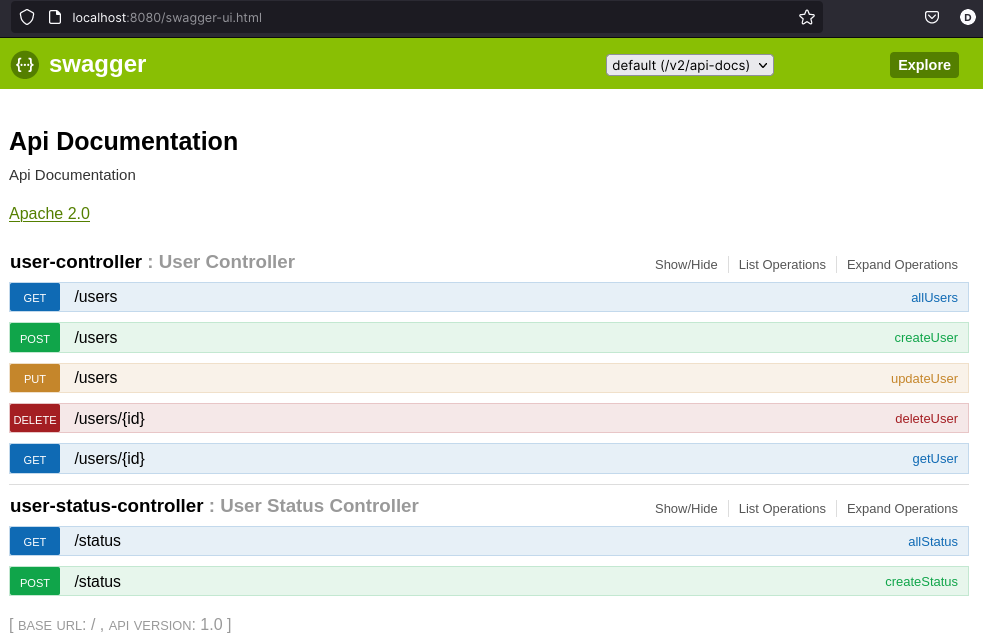 localhost:8080/swagger-ui.html D
{···} swagger default (/v2/api-docs) Explore
Api Documentation
Api Documentation
Apache 2.0
user-controller : User Controller Show/Hide List Operations Expand Operations
GET /users allUsers
POST /users createUser
PUT /users updateUser
DELETE /users/{id} deleteUser
GET /users/{id} getUser
user-status-controller : User Status Controller Show/Hide List Operations Expand Operations
GET /status allStatus
POST /status createStatus
[ BASE URL: / , API VERSION: 1.0 ]